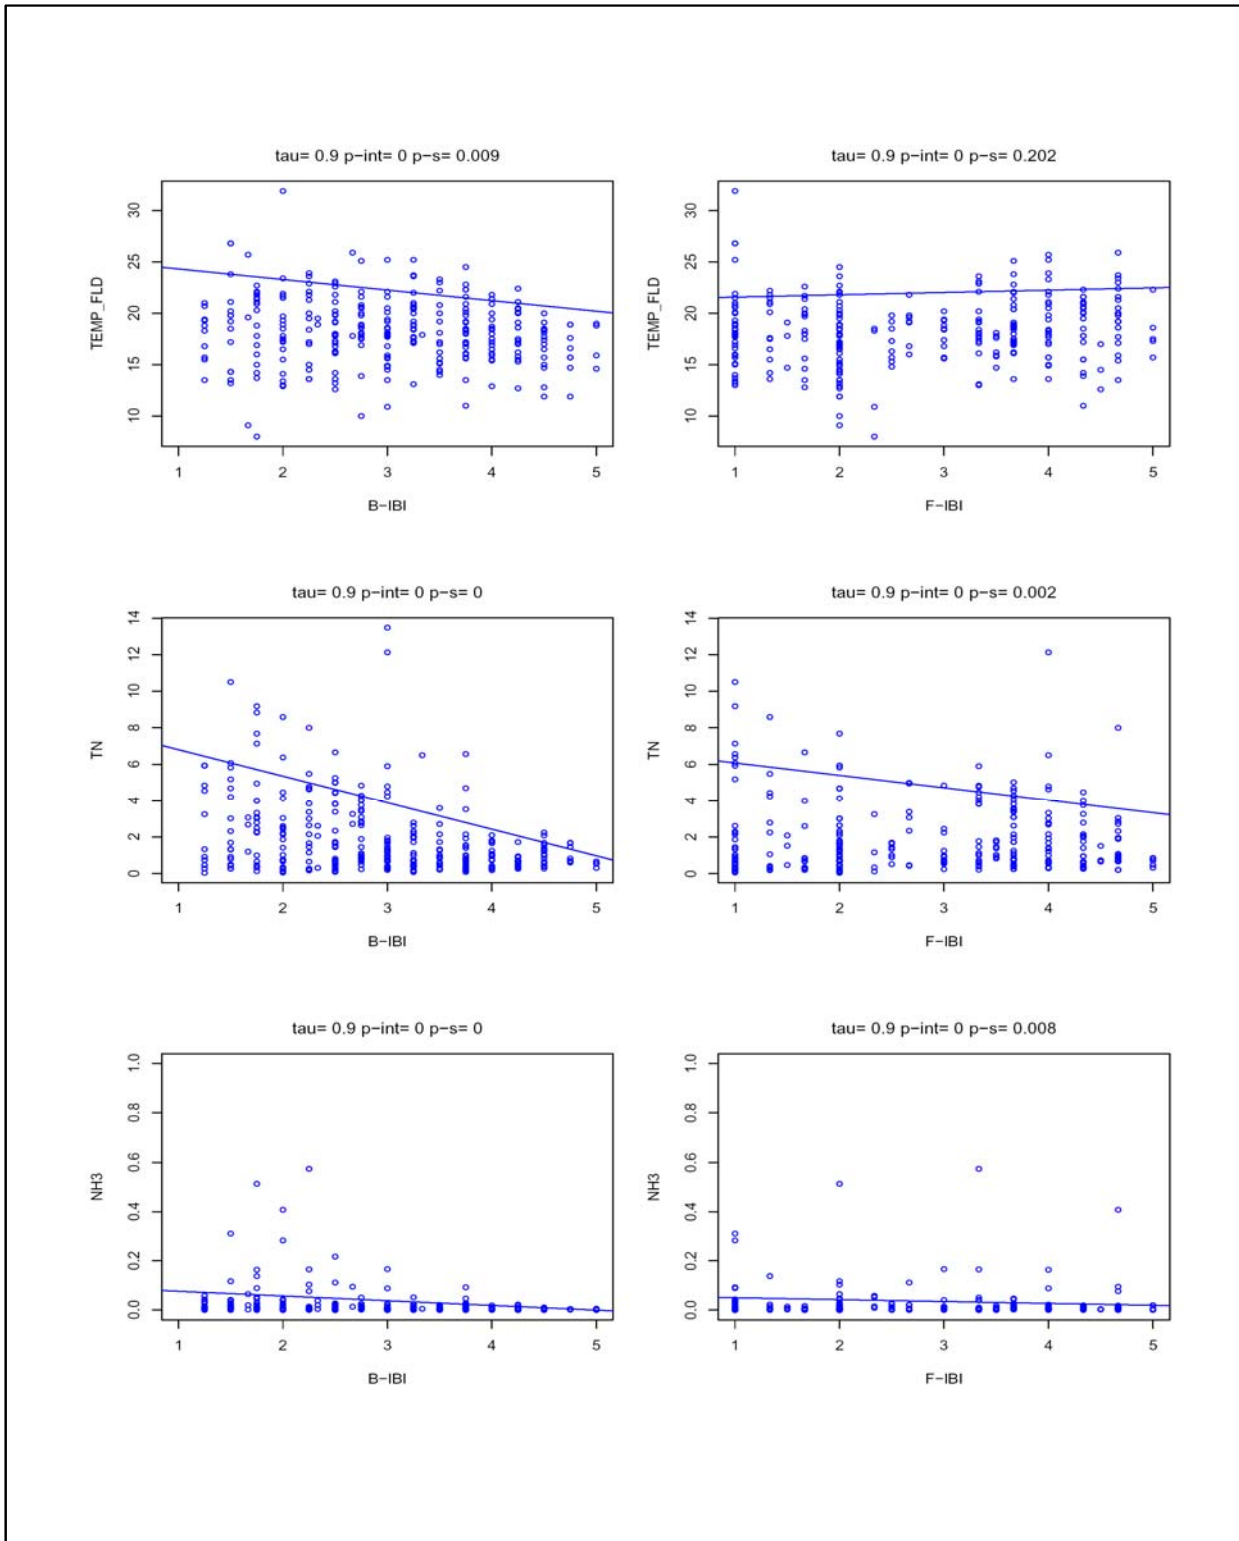 tau= 0.9 p−int= 0 p−s= 0.009
30
25
20
15
10
TEMP_FLD
1 2 3 4 5
B−IBI
tau= 0.9 p−int= 0 p−s= 0.202
30
25
20
15
10
TEMP_FLD
1 2 3 4 5
F−IBI
tau= 0.9 p−int= 0 p−s= 0
14
12
10
8
6
4
2
0
TN
1 2 3 4 5
B−IBI
tau= 0.9 p−int= 0 p−s= 0.002
14
12
10
8
6
4
2
0
TN
1 2 3 4 5
F−IBI
tau= 0.9 p−int= 0 p−s= 0
1.0
0.8
0.6
0.4
0.2
0.0
NH3
1 2 3 4 5
B−IBI
tau= 0.9 p−int= 0 p−s= 0.008
1.0
0.8
0.6
0.4
0.2
0.0
NH3
1 2 3 4 5
F−IBI